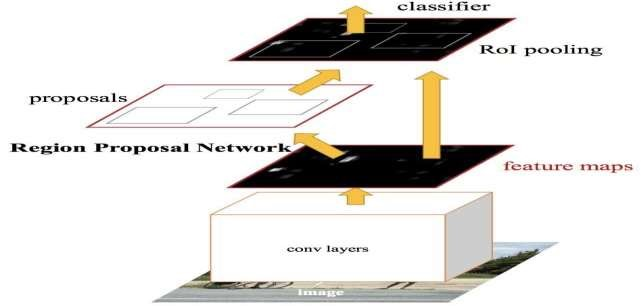 classifier
RoI pooling
proposals
Region Proposal Network
feature maps
conv layers
image